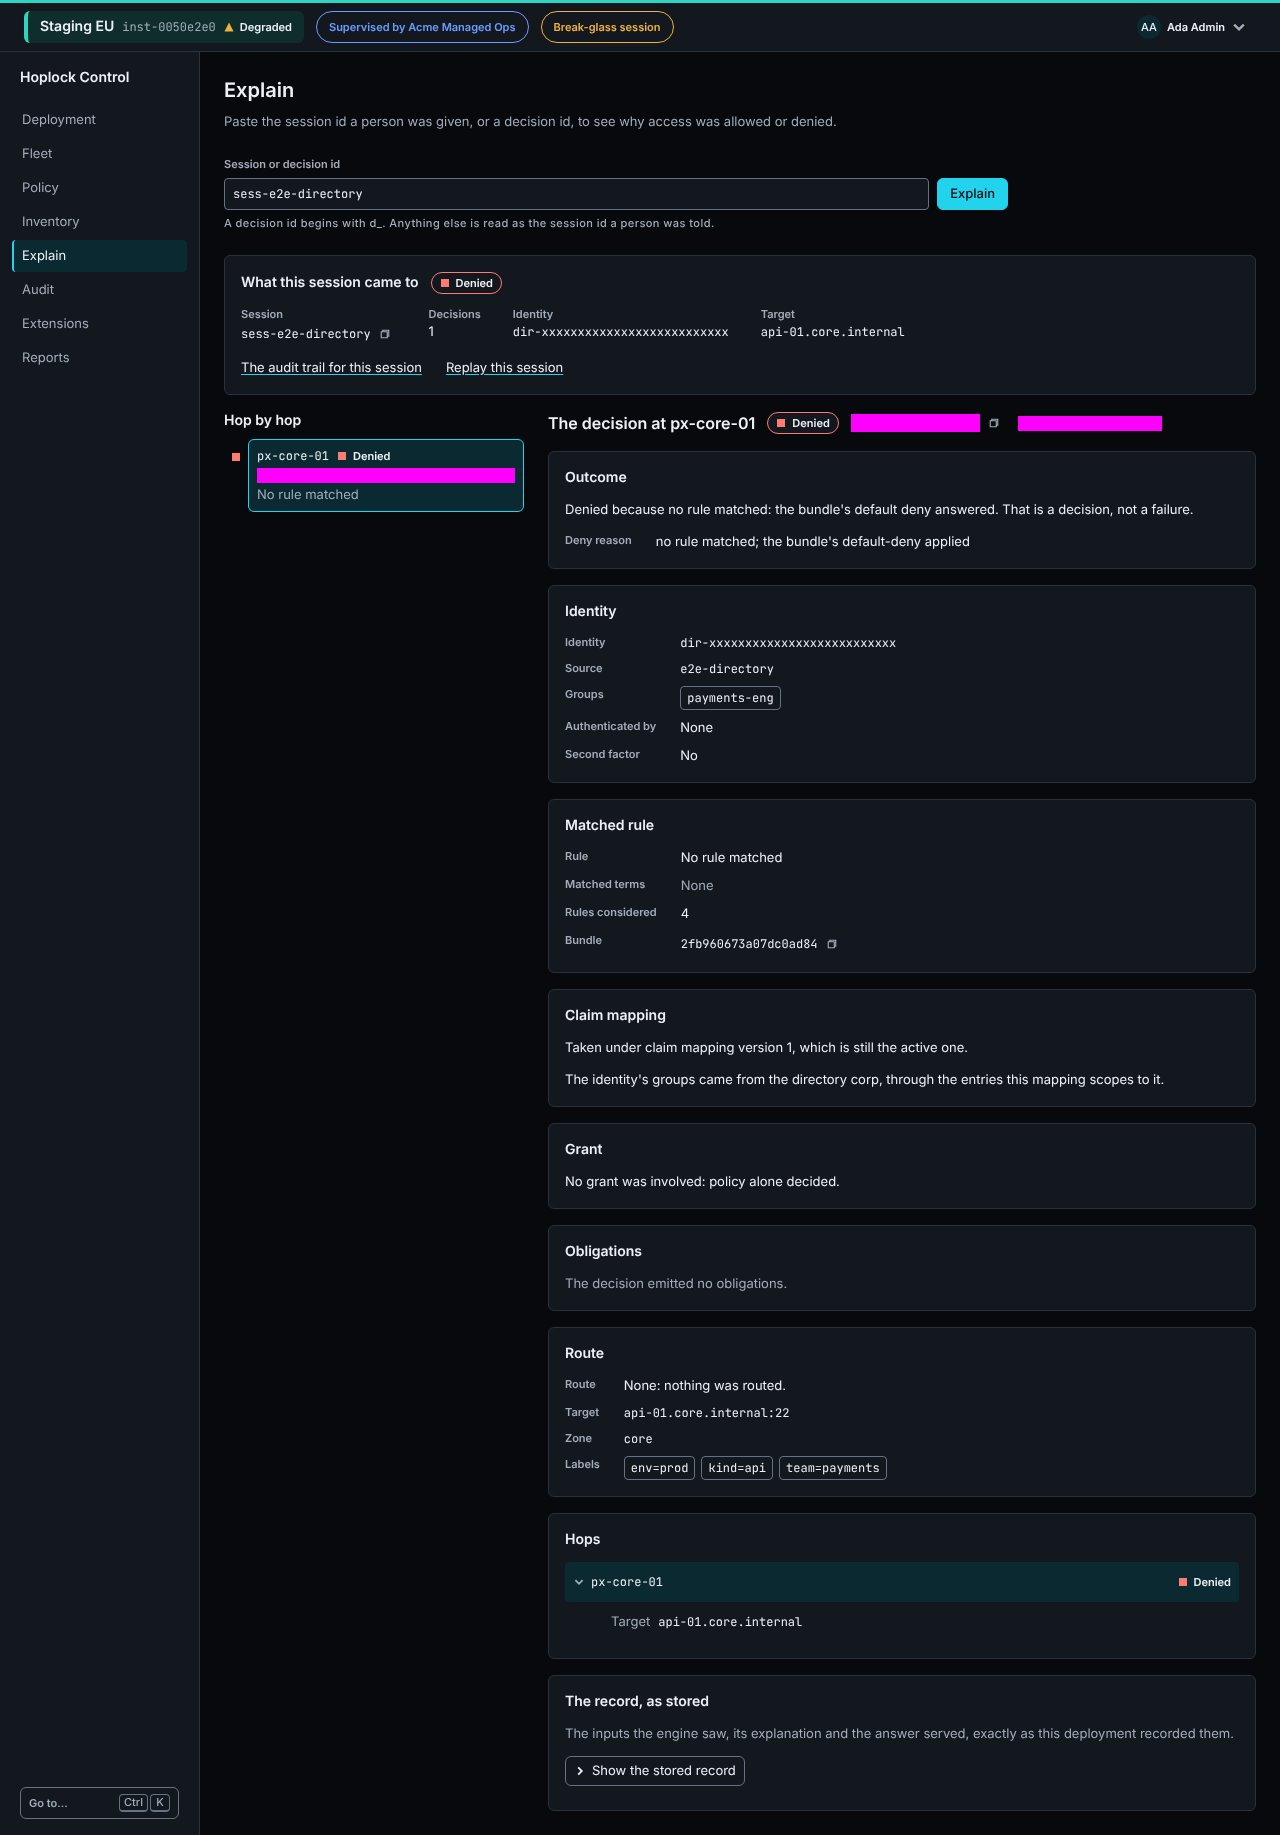 Staging EU inst-0050e2e0 Degraded
Supervised by Acme Managed Ops
Break-glass session
AA Ada Admin
Hoplock Control
Deployment
Fleet
Policy
Inventory
Explain
Audit
Extensions
Reports
Go to...
Ctrl K
Explain
Paste the session id a person was given, or a decision id, to see why access was allowed or denied.
Session or decision id
sess-e2e-directory
Explain
A decision id begins with d_. Anything else is read as the session id a person was told.
What this session came to Denied
Session Decisions Identity Target
sess-e2e-directory 1 dir-xxxxxxxxxxxxxxxxxxxxxxxxxx api-01.core.internal
The audit trail for this session Replay this session
Hop by hop
px-core-01 Denied
No rule matched
The decision at px-core-01 Denied
Outcome
Denied because no rule matched: the bundle's default deny answered. That is a decision, not a failure.
Deny reason no rule matched; the bundle's default-deny applied
Identity
Identity dir-xxxxxxxxxxxxxxxxxxxxxxxxxx
Source e2e-directory
Groups payments-eng
Authenticated by None
Second factor No
Matched rule
Rule No rule matched
Matched terms None
Rules considered 4
Bundle 2fb960673a07dc0ad84
Claim mapping
Taken under claim mapping version 1, which is still the active one.
The identity's groups came from the directory corp, through the entries this mapping scopes to it.
Grant
No grant was involved: policy alone decided.
Obligations
The decision emitted no obligations.
Route
Route None: nothing was routed.
Target api-01.core.internal:22
Zone core
Labels env=prod kind=api team=payments
Hops
px-core-01 Denied
Target api-01.core.internal
The record, as stored
The inputs the engine saw, its explanation and the answer served, exactly as this deployment recorded them.
Show the stored record